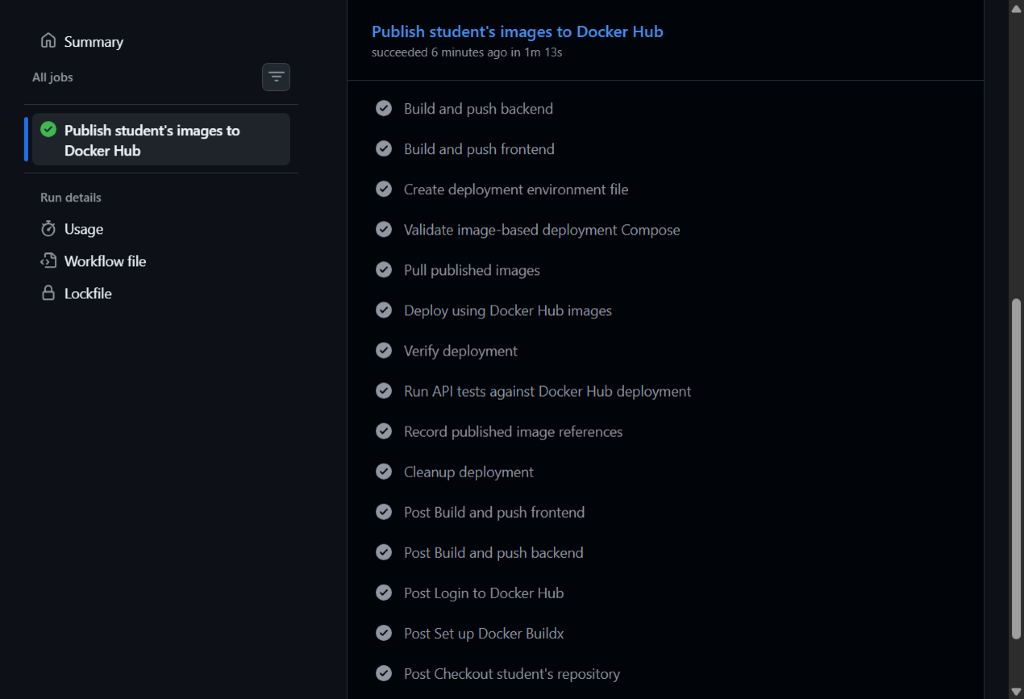 Summary
All jobs
Publish student's images to
Docker Hub
Run details
Usage
Workflow file
Lockfile
Publish student's images to Docker Hub
succeeded 6 minutes ago in 1m 13s
Build and push backend
Build and push frontend
Create deployment environment file
Validate image-based deployment Compose
Pull published images
Deploy using Docker Hub images
Verify deployment
Run API tests against Docker Hub deployment
Record published image references
Cleanup deployment
Post Build and push frontend
Post Build and push backend
Post Login to Docker Hub
Post Set up Docker Buildx
Post Checkout student's repository